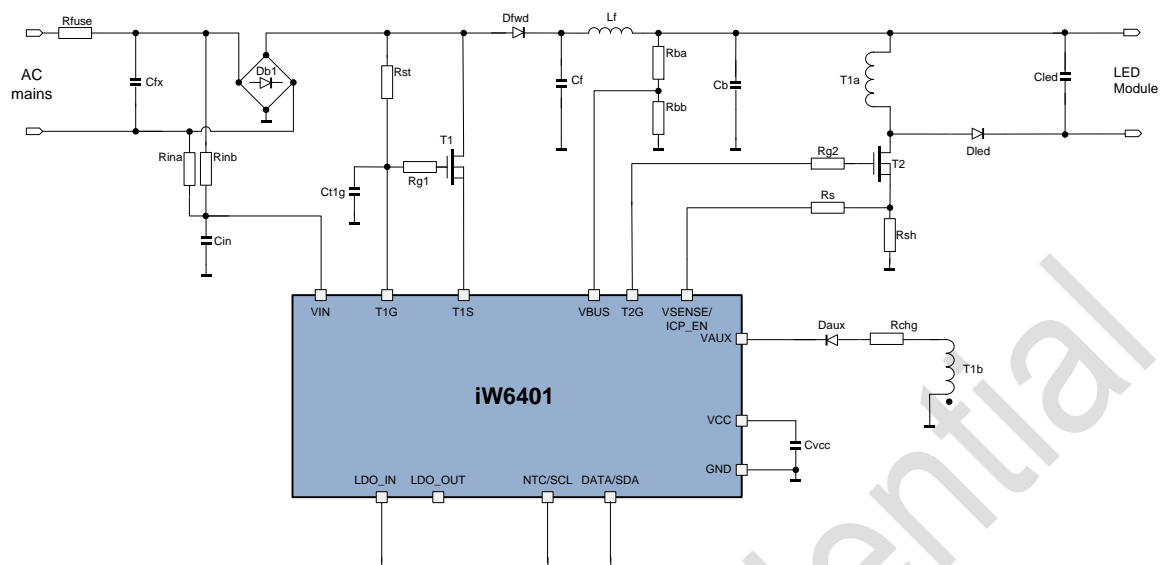 Rfuse
Dfwd
Lf
AC
mains
Cfx
Db1
Rst
Cf
Rba
Rbb
Cb
T1a
Cled
LED
Module
Rina
Rinb
T1
Rg1
Ct1g
Rg2
T2
Dled
Rs
Rsh
Cin
VIN
T1G
T1S
VBUS
T2G
VSENSE/
ICP_EN
VAUX
Daux
Rchg
T1b
iW6401
VCC
Cvcc
GND
LDO_IN
LDO_OUT
NTC/SCL
DATA/SDA